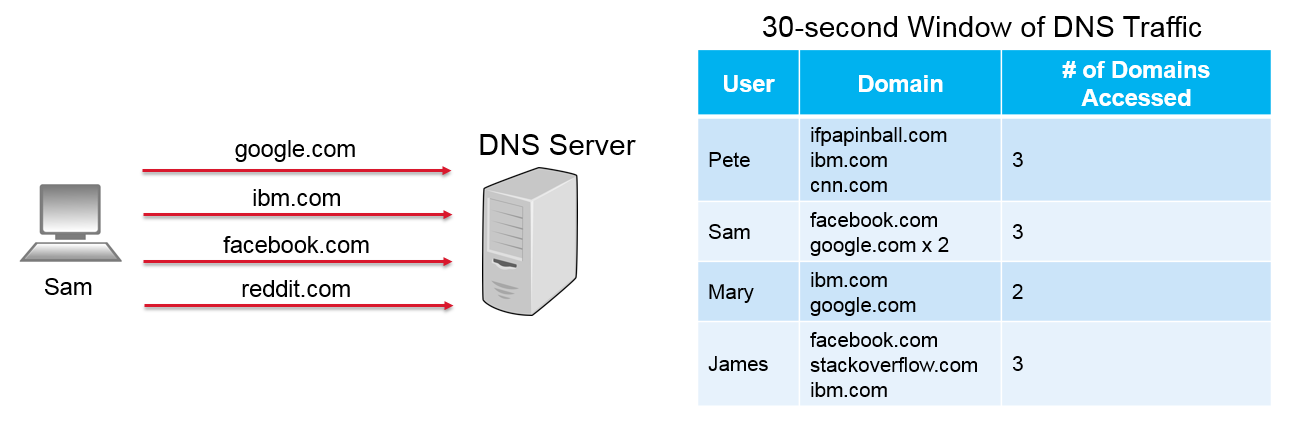 google.com
ibm.com
facebook.com
reddit.com
Sam
DNS Server
30-second Window of DNS Traffic
User
Domain
# of Domains
Accessed
Pete
ifpapinball.com
ibm.com
cnn.com
3
Sam
facebook.com
google.com x 2
3
Mary
ibm.com
google.com
2
James
facebook.com
stackoverflow.com
ibm.com
3